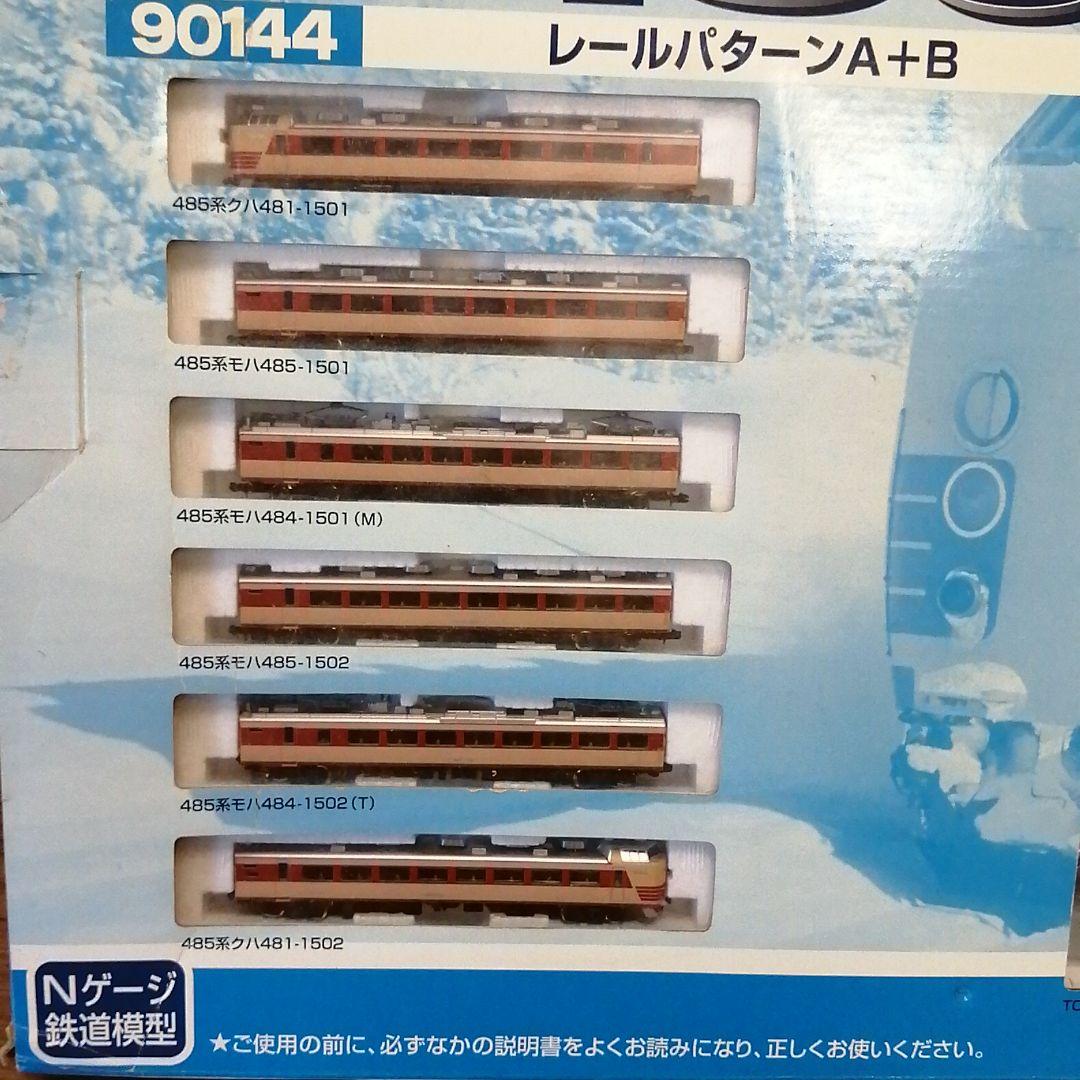 90144
レールパターンA+B
485系クハ481-1501
485系モハ485-1501
485系モハ484-1501(M)
485系モハ485-1502
485系モハ484-1502(T)
485系クハ481-1502
Nゲージ
鉄道模型
★ご使用の前に、必ずなかの説明書をよくお読みになり、正しくお使いください。